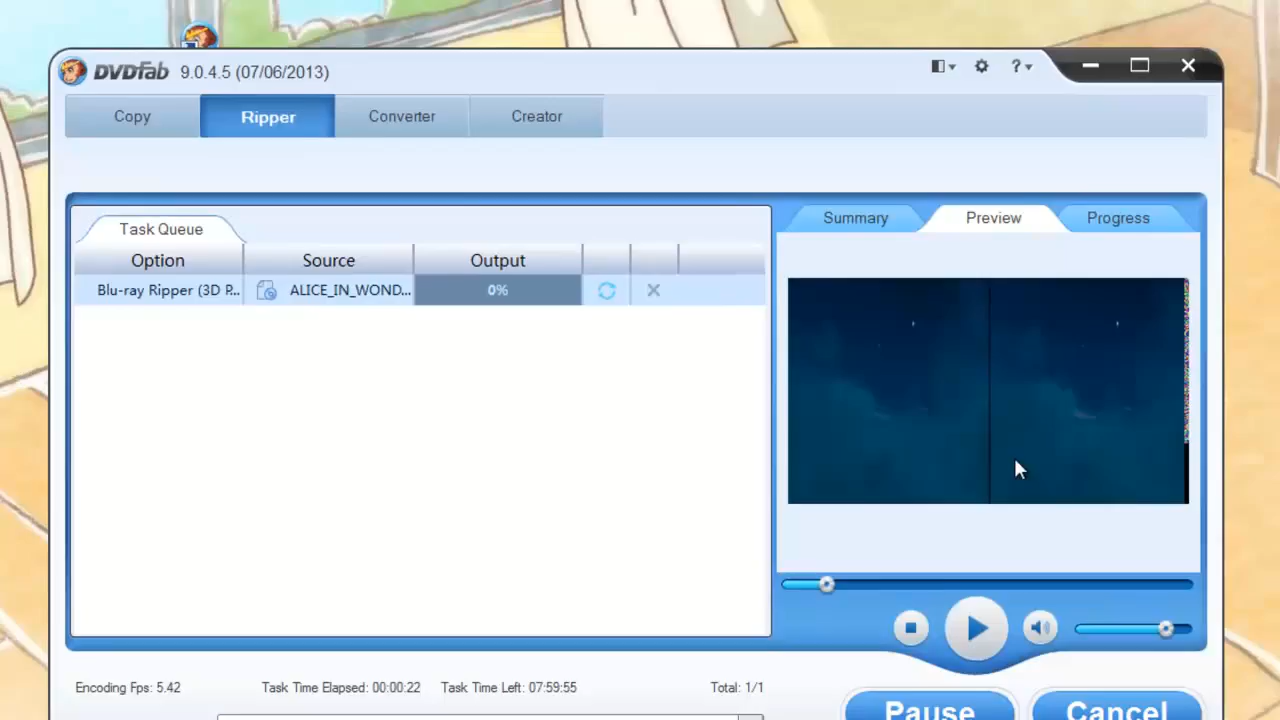 DVDFab 9.0.4.5 (07/06/2013) ?
Copy Ripper Converter Creator
Task Queue Summary Preview Progress
Option Source Output
Blu-ray Ripper (3D R.. ALICE_IN_WOND... 0%
Encoding Fps: 5.42 Task Time Elapsed: 00:00:22 Task Time Left: 07:59:55 Total: 1/1
Pause Cancel